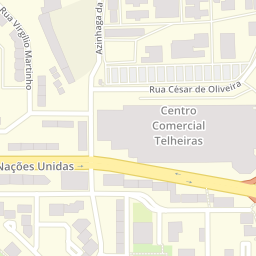 Rua Virgílio Martinho
Azinhaga da
Rua César de Oliveira
Centro
Comercial
Telheiras
Nações Unidas